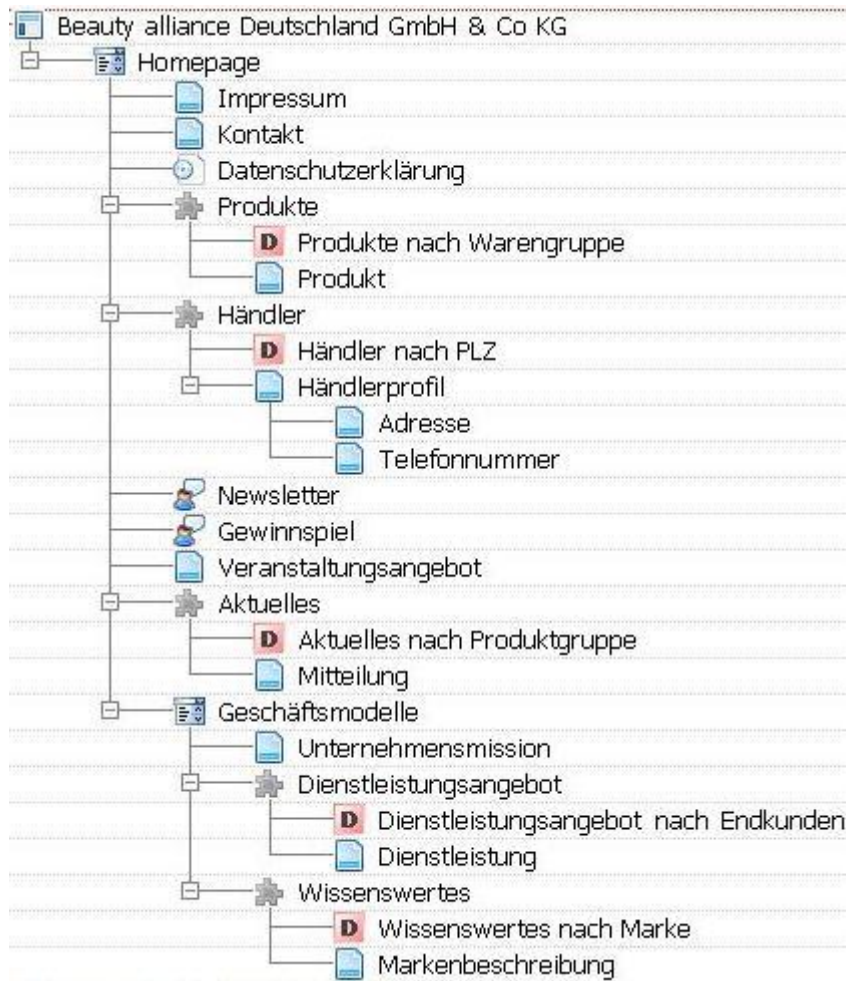 Beauty alliance Deutschland GmbH & Co KG
Homepage
Impressum
Kontakt
Datenschutzerklärung
Produkte
D Produkte nach Warengruppe
Produkt
Händler
D Händler nach PLZ
Händlerprofil
Adresse
Telefonnummer
Newsletter
Gewinnspiel
Veranstaltungsangebot
Aktuelles
D Aktuelles nach Produktgruppe
Mitteilung
Geschäftsmodelle
Unternehmensmission
Dienstleistungsangebot
D Dienstleistungsangebot nach Endkunden
Dienstleistung
Wissenswertes
D Wissenswertes nach Marke
Markenbeschreibung